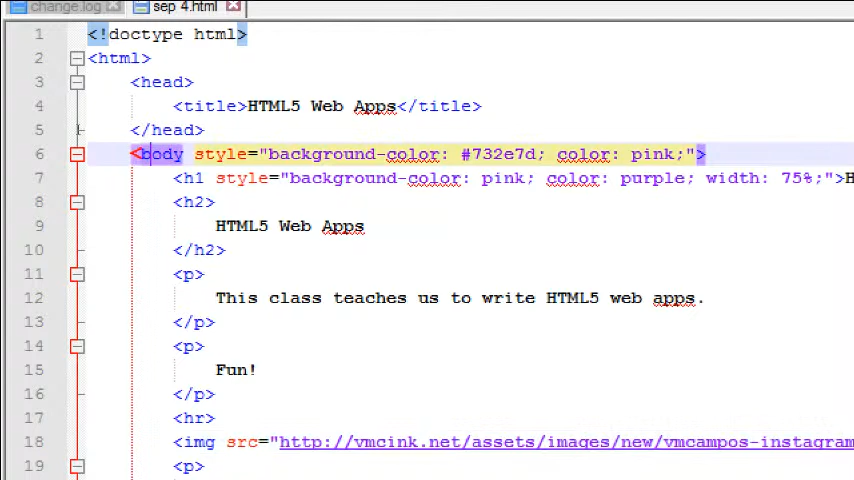 change.log sep 4.html
1 <!doctype html>
2 <html>
3 <head>
4 <title>HTML5 Web Apps</title>
5 </head>
6 <body style="background-color: #732e7d; color: pink;">
7 <h1 style="background-color: pink; color: purple; width: 75%;">H
8 <h2>
9 HTML5 Web Apps
10 </h2>
11 <p>
12 This class teaches us to write HTML5 web apps.
13 </p>
14 <p>
15 Fun!
16 </p>
17 <hr>
18 <img src="http://vmcink.net/assets/images/new/vmcampos-instagram
19 <p>